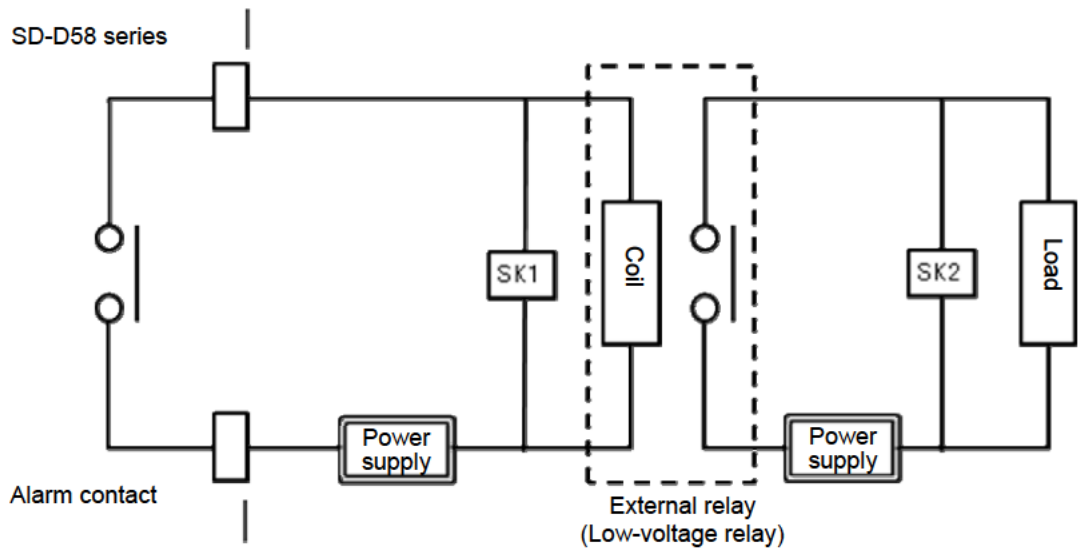 SD-D58 series
SK1
Coil
SK2
Load
Power
supply
Power
supply
Alarm contact
External relay
(Low-voltage relay)